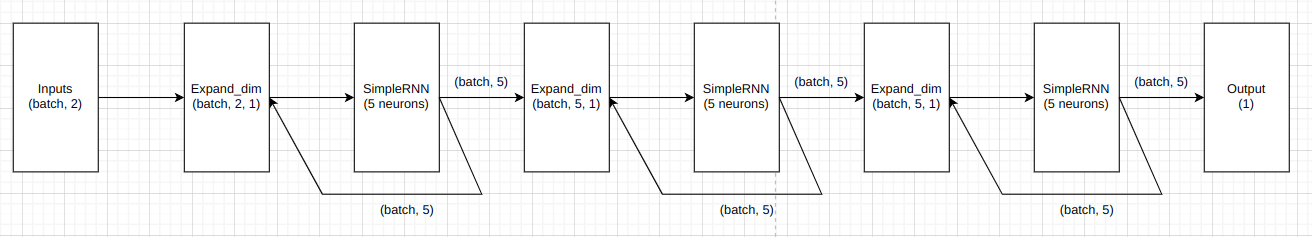 Inputs
(batch, 2)
Expand_dim
(batch, 2, 1)
SimpleRNN
(5 neurons)
(batch, 5)
(batch, 5)
Expand_dim
(batch, 5, 1)
SimpleRNN
(5 neurons)
(batch, 5)
(batch, 5)
Expand_dim
(batch, 5, 1)
SimpleRNN
(5 neurons)
(batch, 5)
(batch, 5)
Output
(1)